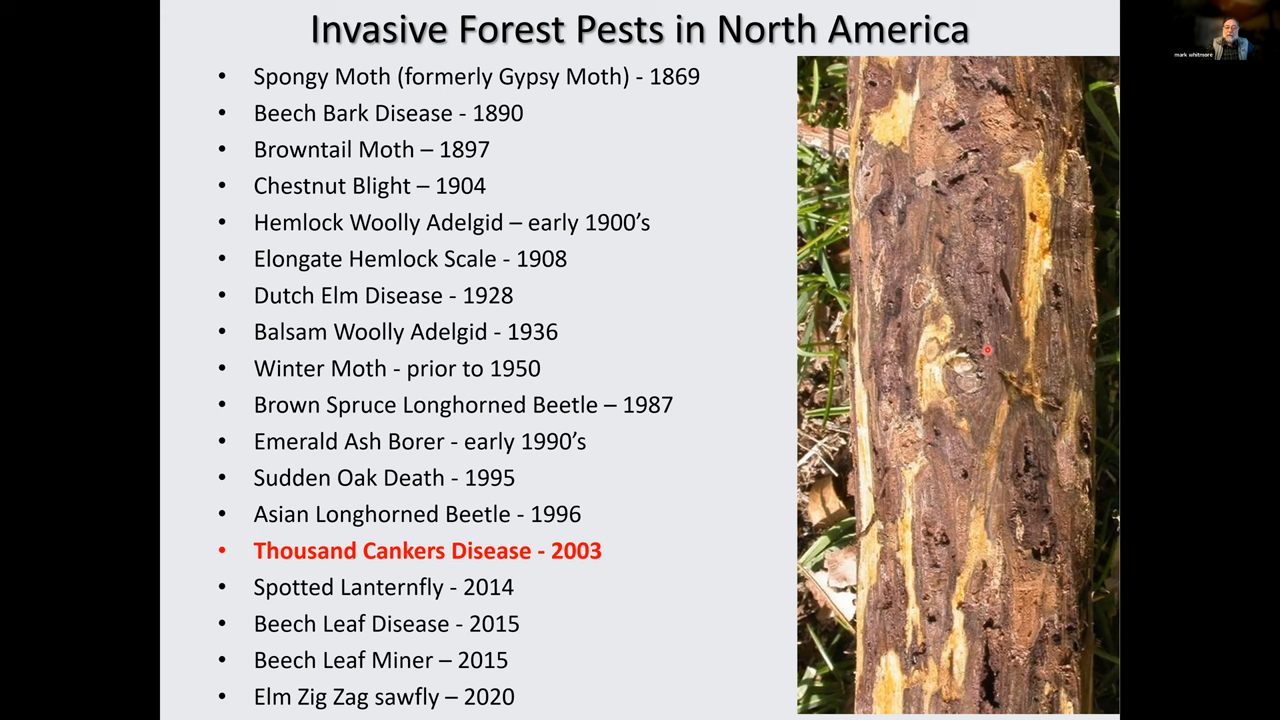 Invasive Forest Pests in North America
• Spongy Moth (formerly Gypsy Moth) - 1869
• Beech Bark Disease - 1890
• Browntail Moth – 1897
• Chestnut Blight – 1904
• Hemlock Woolly Adelgid – early 1900’s
• Elongate Hemlock Scale - 1908
• Dutch Elm Disease - 1928
• Balsam Woolly Adelgid - 1936
• Winter Moth - prior to 1950
• Brown Spruce Longhorned Beetle – 1987
• Emerald Ash Borer - early 1990’s
• Sudden Oak Death - 1995
• Asian Longhorned Beetle - 1996
• Thousand Cankers Disease - 2003
• Spotted Lanternfly - 2014
• Beech Leaf Disease - 2015
• Beech Leaf Miner – 2015
• Elm Zig Zag sawfly – 2020
mark whitmore